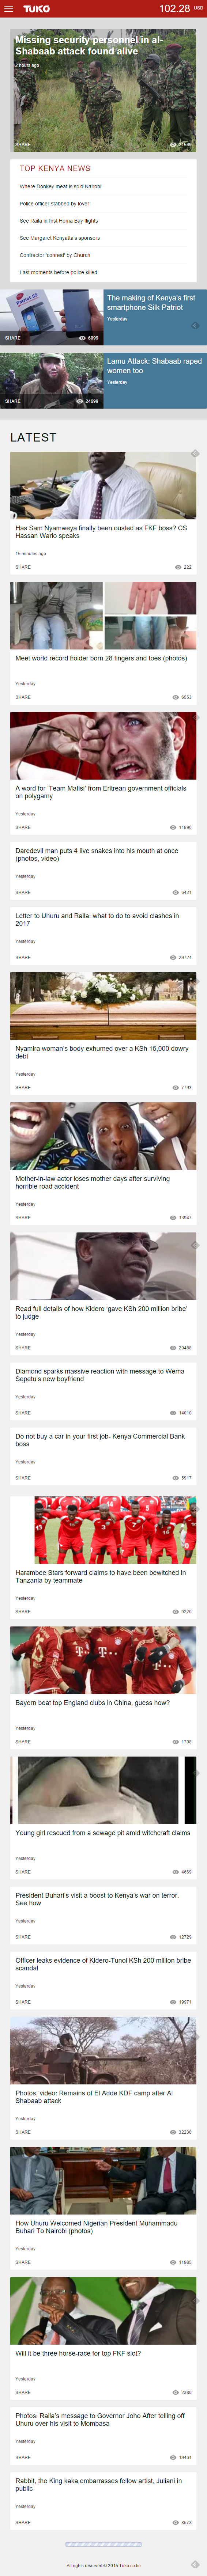 TUKO
102.28 USD
Missing security personnel in al-
Shabaab attack found alive
2 hours ago
SHARE
TOP KENYA NEWS
Where Donkey meat is sold Nairobi
Police officer stabbed by lover
See Raila in first Homa Bay flights
See Margaret Kenyatta's sponsors
Contractor 'conned' by Church
Last moments before police killed
The making of Kenya's first
smartphone Silk Patriot
Yesterday
SHARE 6999
Lamu Attack: Shabaab raped
women too
Yesterday
SHARE 24698
LATEST
Has Sam Nyamweya finally been ousted as FKF boss? CS
Hassan Wario speaks
15 minutes ago
SHARE 222
Meet world record holder born 28 fingers and toes (photos)
Yesterday
SHARE 6553
A word for 'Team Mafisi' from Eritrean government officials
on polygamy
Yesterday
SHARE 11890
Daredevil man puts 4 live snakes into his mouth at once
(photos, video)
Yesterday
SHARE 6421
Letter to Uhuru and Raila: what to do to avoid clashes in
2017
Yesterday
SHARE 29724
Nyamira woman's body exhumed over a KSh 15,000 dowry
debt
Yesterday
SHARE 7793
Mother-in-law actor loses mother days after surviving
horrible road accident
Yesterday
SHARE 13947
Read full details of how Kidero 'gave KSh 200 million bribe'
to judge
Yesterday
SHARE 20488
Diamond sparks massive reaction with message to Wema
Sepetu's new boyfriend
Yesterday
SHARE 14010
Do not buy a car in your first job- Kenya Commercial Bank
boss
Yesterday
SHARE 5917
Harambee Stars forward claims to have been bewitched in
Tanzania by teammate
Yesterday
SHARE 9220
Bayern beat top England clubs in China, guess how?
Yesterday
SHARE 1708
Young girl rescued from a sewage pit amid witchcraft claims
Yesterday
SHARE 4669
President Buhari's visit a boost to Kenya's war on terror.
See how
Yesterday
SHARE 12729
Officer leaks evidence of Kidero-Tunoi KSh 200 million bribe
scandal
Yesterday
SHARE 19971
Photos, video: Remains of El Adde KDF camp after Al
Shabaab attack
Yesterday
SHARE 32238
How Uhuru Welcomed Nigerian President Muhammadu
Buhari To Nairobi (photos)
Yesterday
SHARE 11985
Will it be three horse-race for top FKF slot?
Yesterday
SHARE 2380
Photos: Raila's message to Governor Joho After telling off
Uhuru over his visit to Mombasa
Yesterday
SHARE 19461
Rabbit, the King kaka embarrasses fellow artist, Juliani in
public
Yesterday
SHARE 8573
All rights reserved © 2015 Tuko.co.ke